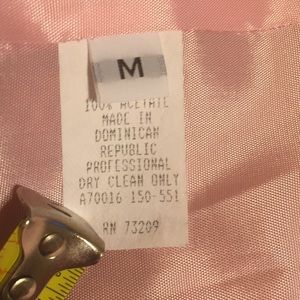 M
100% ACETATE
MADE IN
DOMINICAN
REPUBLIC
PROFESSIONAL
DRY CLEAN ONLY
A70016 150-551
RN 73209